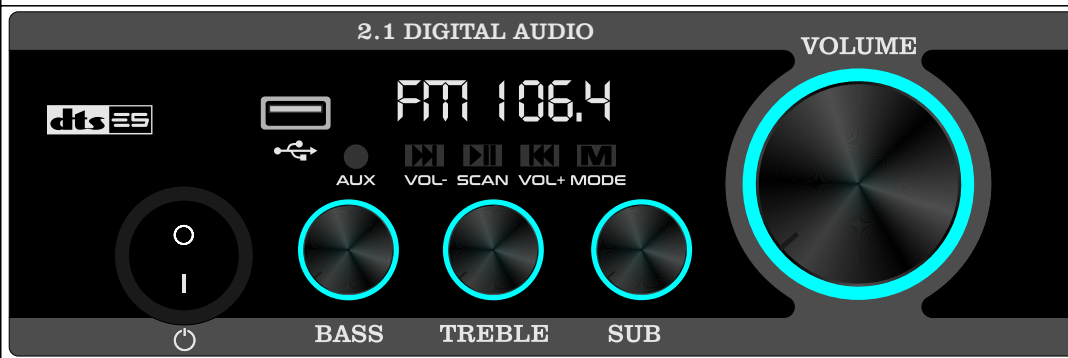 2.1 DIGITAL AUDIO
VOLUME
FM 106.4
dts ES
AUX VOL- SCAN VOL+ MODE
M
O
I
BASS TREBLE SUB